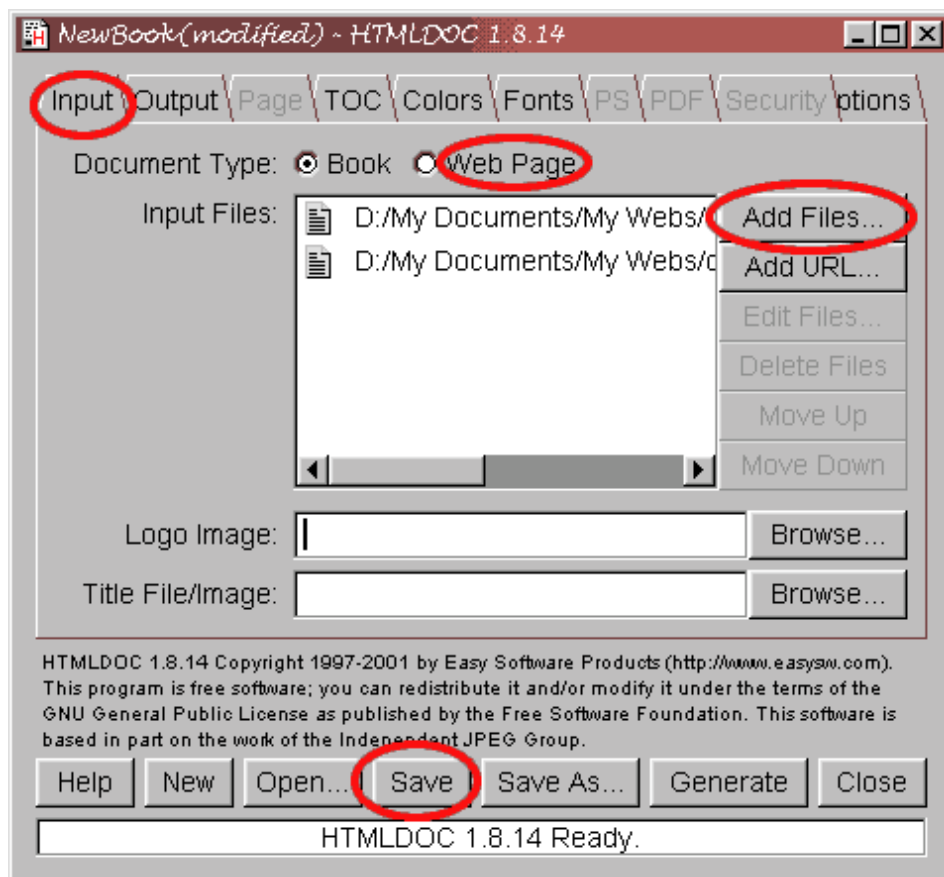 NewBook(modified) - HTMLDOC 1.8.14
Input Output Page TOC Colors Fonts PS PDF Security ptions
Document Type: Book Web Page
Input Files: D:/My Documents/My Webs/ Add Files...
D:/My Documents/My Webs/c Add URL...
Edit Files...
Delete Files
Move Up
Move Down
Logo Image: Browse...
Title File/Image: Browse...
HTMLDOC 1.8.14 Copyright 1997-2001 by Easy Software Products (http://www.easysw.com).
This program is free software; you can redistribute it and/or modify it under the terms of the
GNU General Public License as published by the Free Software Foundation. This software is
based in part on the work of the Independent JPEG Group.
Help New Open... Save Save As... Generate Close
HTMLDOC 1.8.14 Ready.